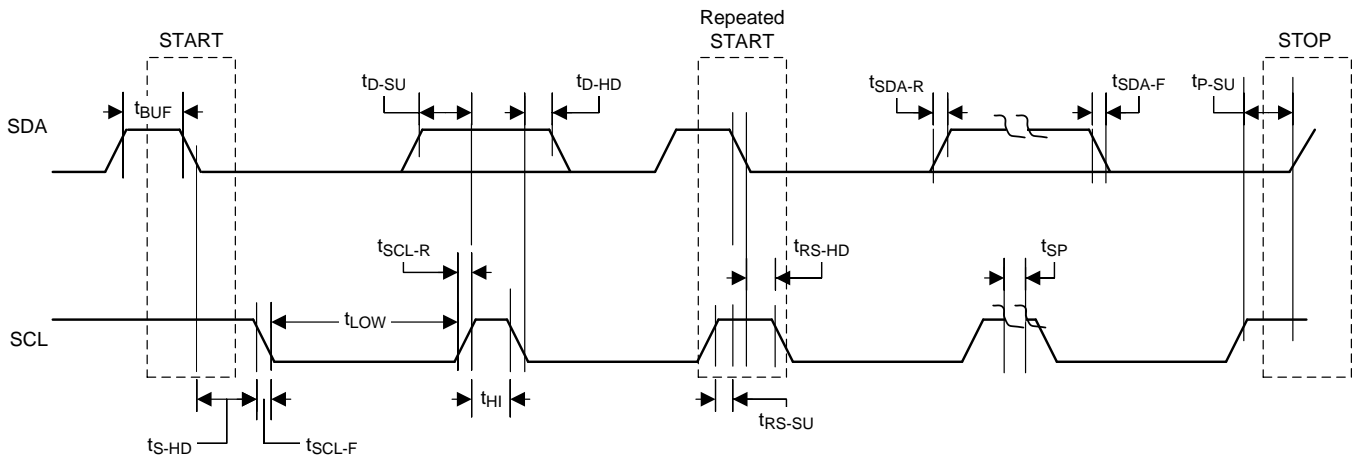 Repeated
START
START
STOP
tBUF
tD-SU
tD-HD
tSDA-R
tSDA-F
tP-SU
SDA
tSCL-R
tRS-HD
tSP
tLOW
SCL
tHI
tRS-SU
tS-HD
tSCL-F